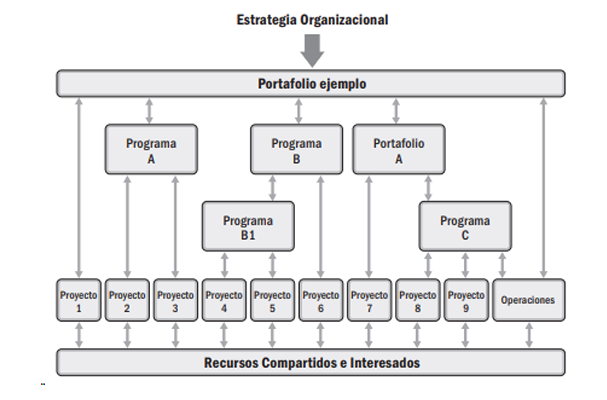 Estrategia Organizacional
Portafolio ejemplo
Programa
A
Programa
B
Portafolio
A
Programa
B1
Programa
C
Proyecto
1
Proyecto
2
Proyecto
3
Proyecto
4
Proyecto
5
Proyecto
6
Proyecto
7
Proyecto
8
Proyecto
9
Operaciones
Recursos Compartidos e Interesados